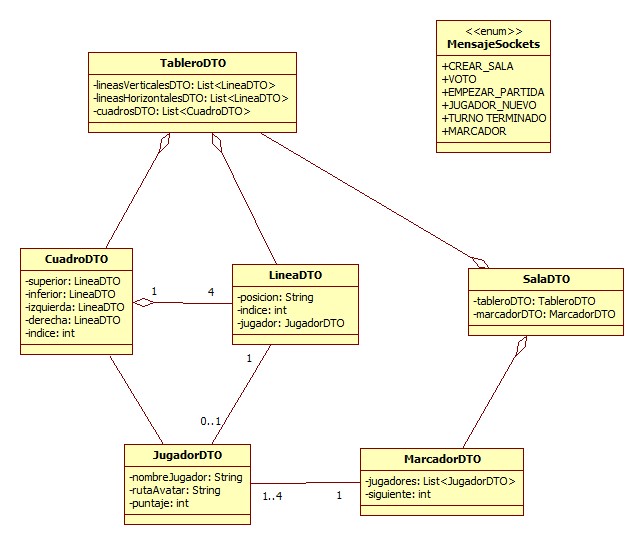 TableroDTO
-lineasVerticalesDTO: List<LineaDTO>
-lineasHorizontalesDTO: List<LineaDTO>
-cuadrosDTO: List<CuadroDTO>
<<enum>>
MensajeSockets
+CREAR_SALA
+VOTO
+EMPEZAR_PARTIDA
+JUGADOR_NUEVO
+TURNO TERMINADO
+MARCADOR
CuadroDTO
-superior: LineaDTO
-inferior: LineaDTO
-izquierda: LineaDTO
-derecha: LineaDTO
-indice: int
1
4
LineaDTO
-posicion: String
-indice: int
-jugador: JugadorDTO
SalaDTO
-tableroDTO: TableroDTO
-marcadorDTO: MarcadorDTO
1
0..1
JugadorDTO
-nombreJugador: String
-rutaAvatar: String
-puntaje: int
1..4
1
MarcadorDTO
-jugadores: List<JugadorDTO>
-siguiente: int